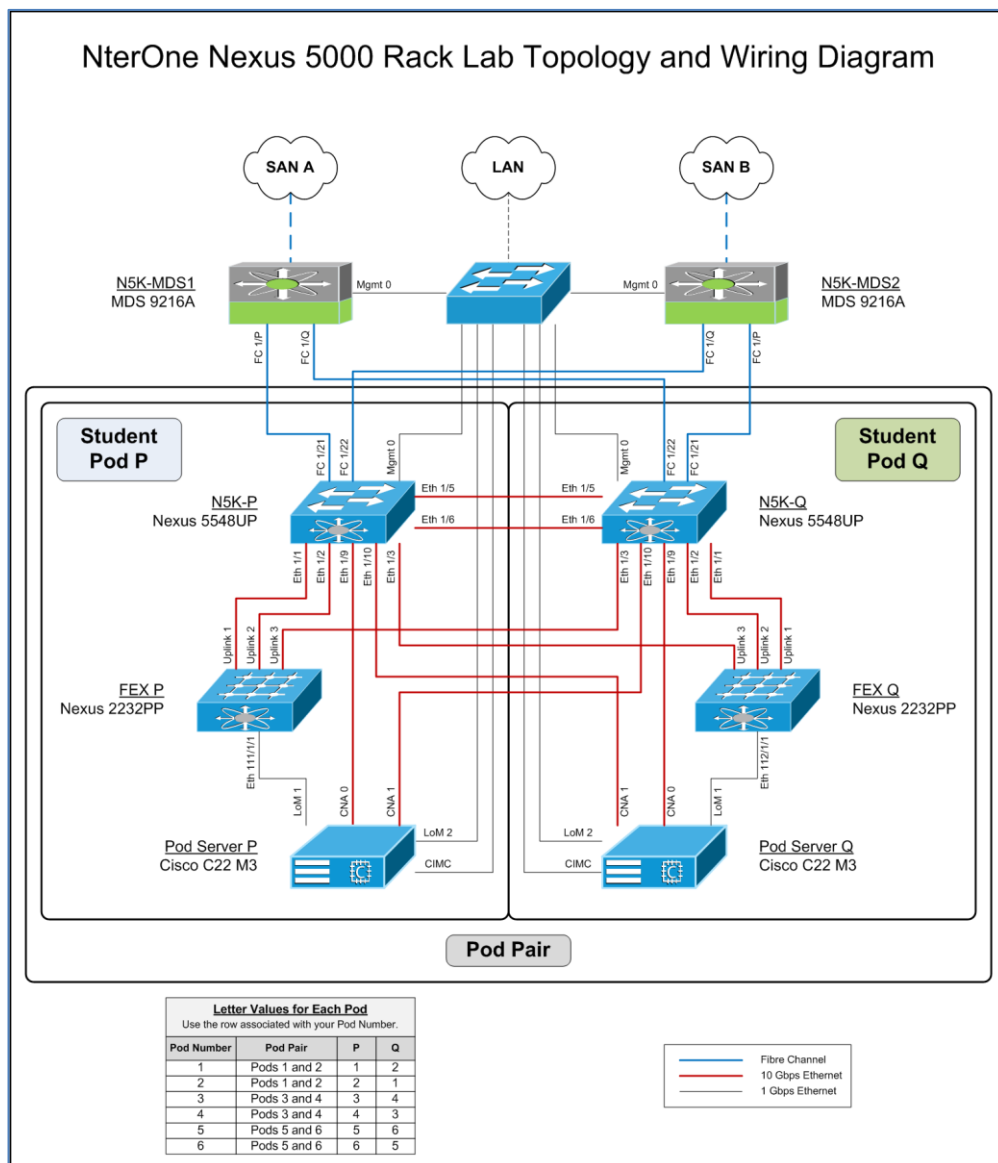 NterOne Nexus 5000 Rack Lab Topology and Wiring Diagram
SAN A
LAN
SAN B
N5K-MDS1
MDS 9216A
Mgmt 0
Mgmt 0
N5K-MDS2
MDS 9216A
FC 1/P
FC 1/Q
FC 1/Q
FC 1/P
Student
Pod P
Student
Pod Q
FC 1/21
FC 1/22
Mgmt 0
Mgmt 0
FC 1/22
FC 1/21
N5K-P
Nexus 5548UP
Eth 1/5
Eth 1/5
Eth 1/6
Eth 1/6
N5K-Q
Nexus 5548UP
Eth 1/1
Eth 1/2
Eth 1/9
Eth 1/10
Eth 1/3
Eth 1/3
Eth 1/10
Eth 1/9
Eth 1/2
Eth 1/1
Uplink 1
Uplink 2
Uplink 3
Uplink 3
Uplink 2
Uplink 1
FEX P
Nexus 2232PP
FEX Q
Nexus 2232PP
Eth 111/1/1
Eth 112/1/1
LoM 1
CNA 0
CNA 1
CNA 1
CNA 0
LoM 1
Pod Server P
Cisco C22 M3
LoM 2
CIMC
LoM 2
CIMC
Pod Server Q
Cisco C22 M3
C
C
Pod Pair
Letter Values for Each Pod
Use the row associated with your Pod Number.
Pod Number Pod Pair P Q
1 Pods 1 and 2 1 2
2 Pods 1 and 2 2 1
3 Pods 3 and 4 3 4
4 Pods 3 and 4 4 3
5 Pods 5 and 6 5 6
6 Pods 5 and 6 6 5
Fibre Channel
10 Gbps Ethernet
1 Gbps Ethernet